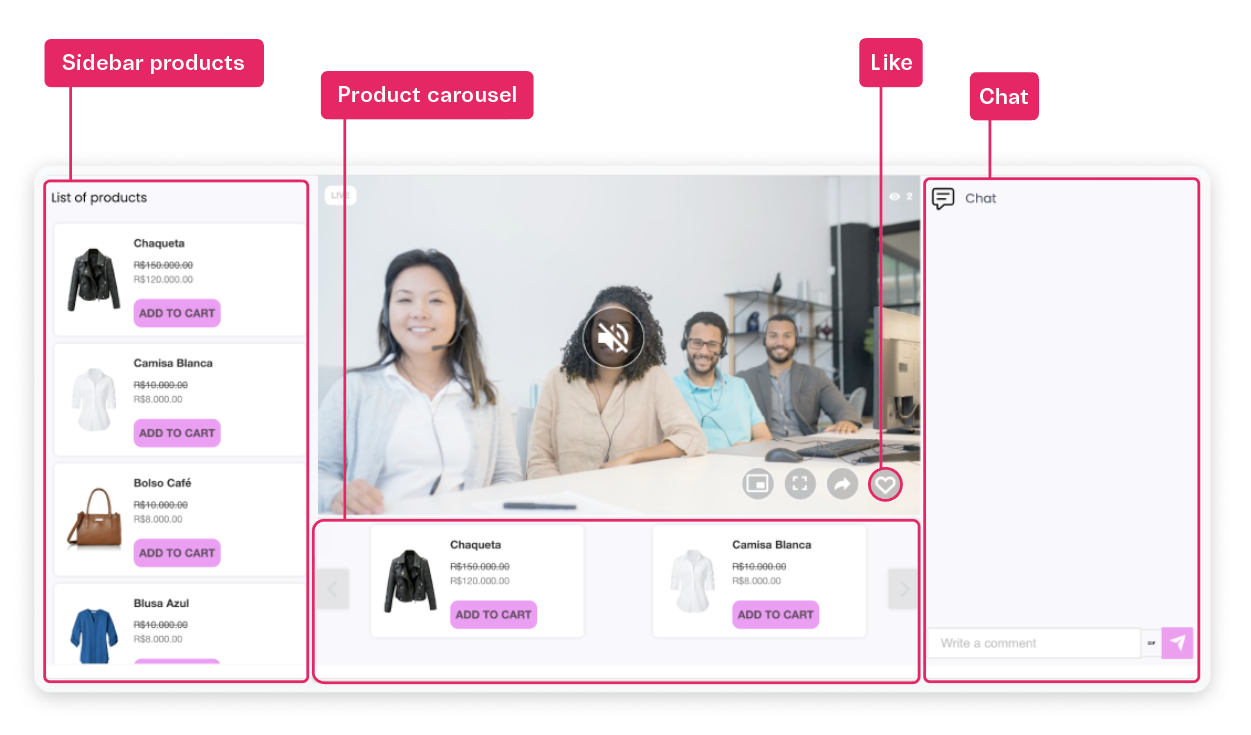 Sidebar products
Product carousel
Like
Chat
List of products
Chaqueta
R$150.000.00
R$120.000.00
ADD TO CART
Camisa Blanca
R$10.000.00
R$8.000.00
ADD TO CART
Bolso Café
R$10.000.00
R$8.000.00
ADD TO CART
Blusa Azul
R$10.000.00
R$8.000.00
LIVE
2
Chaqueta
R$150.000.00
R$120.000.00
ADD TO CART
Camisa Blanca
R$10.000.00
R$8.000.00
ADD TO CART
Chat
Write a comment
GIF